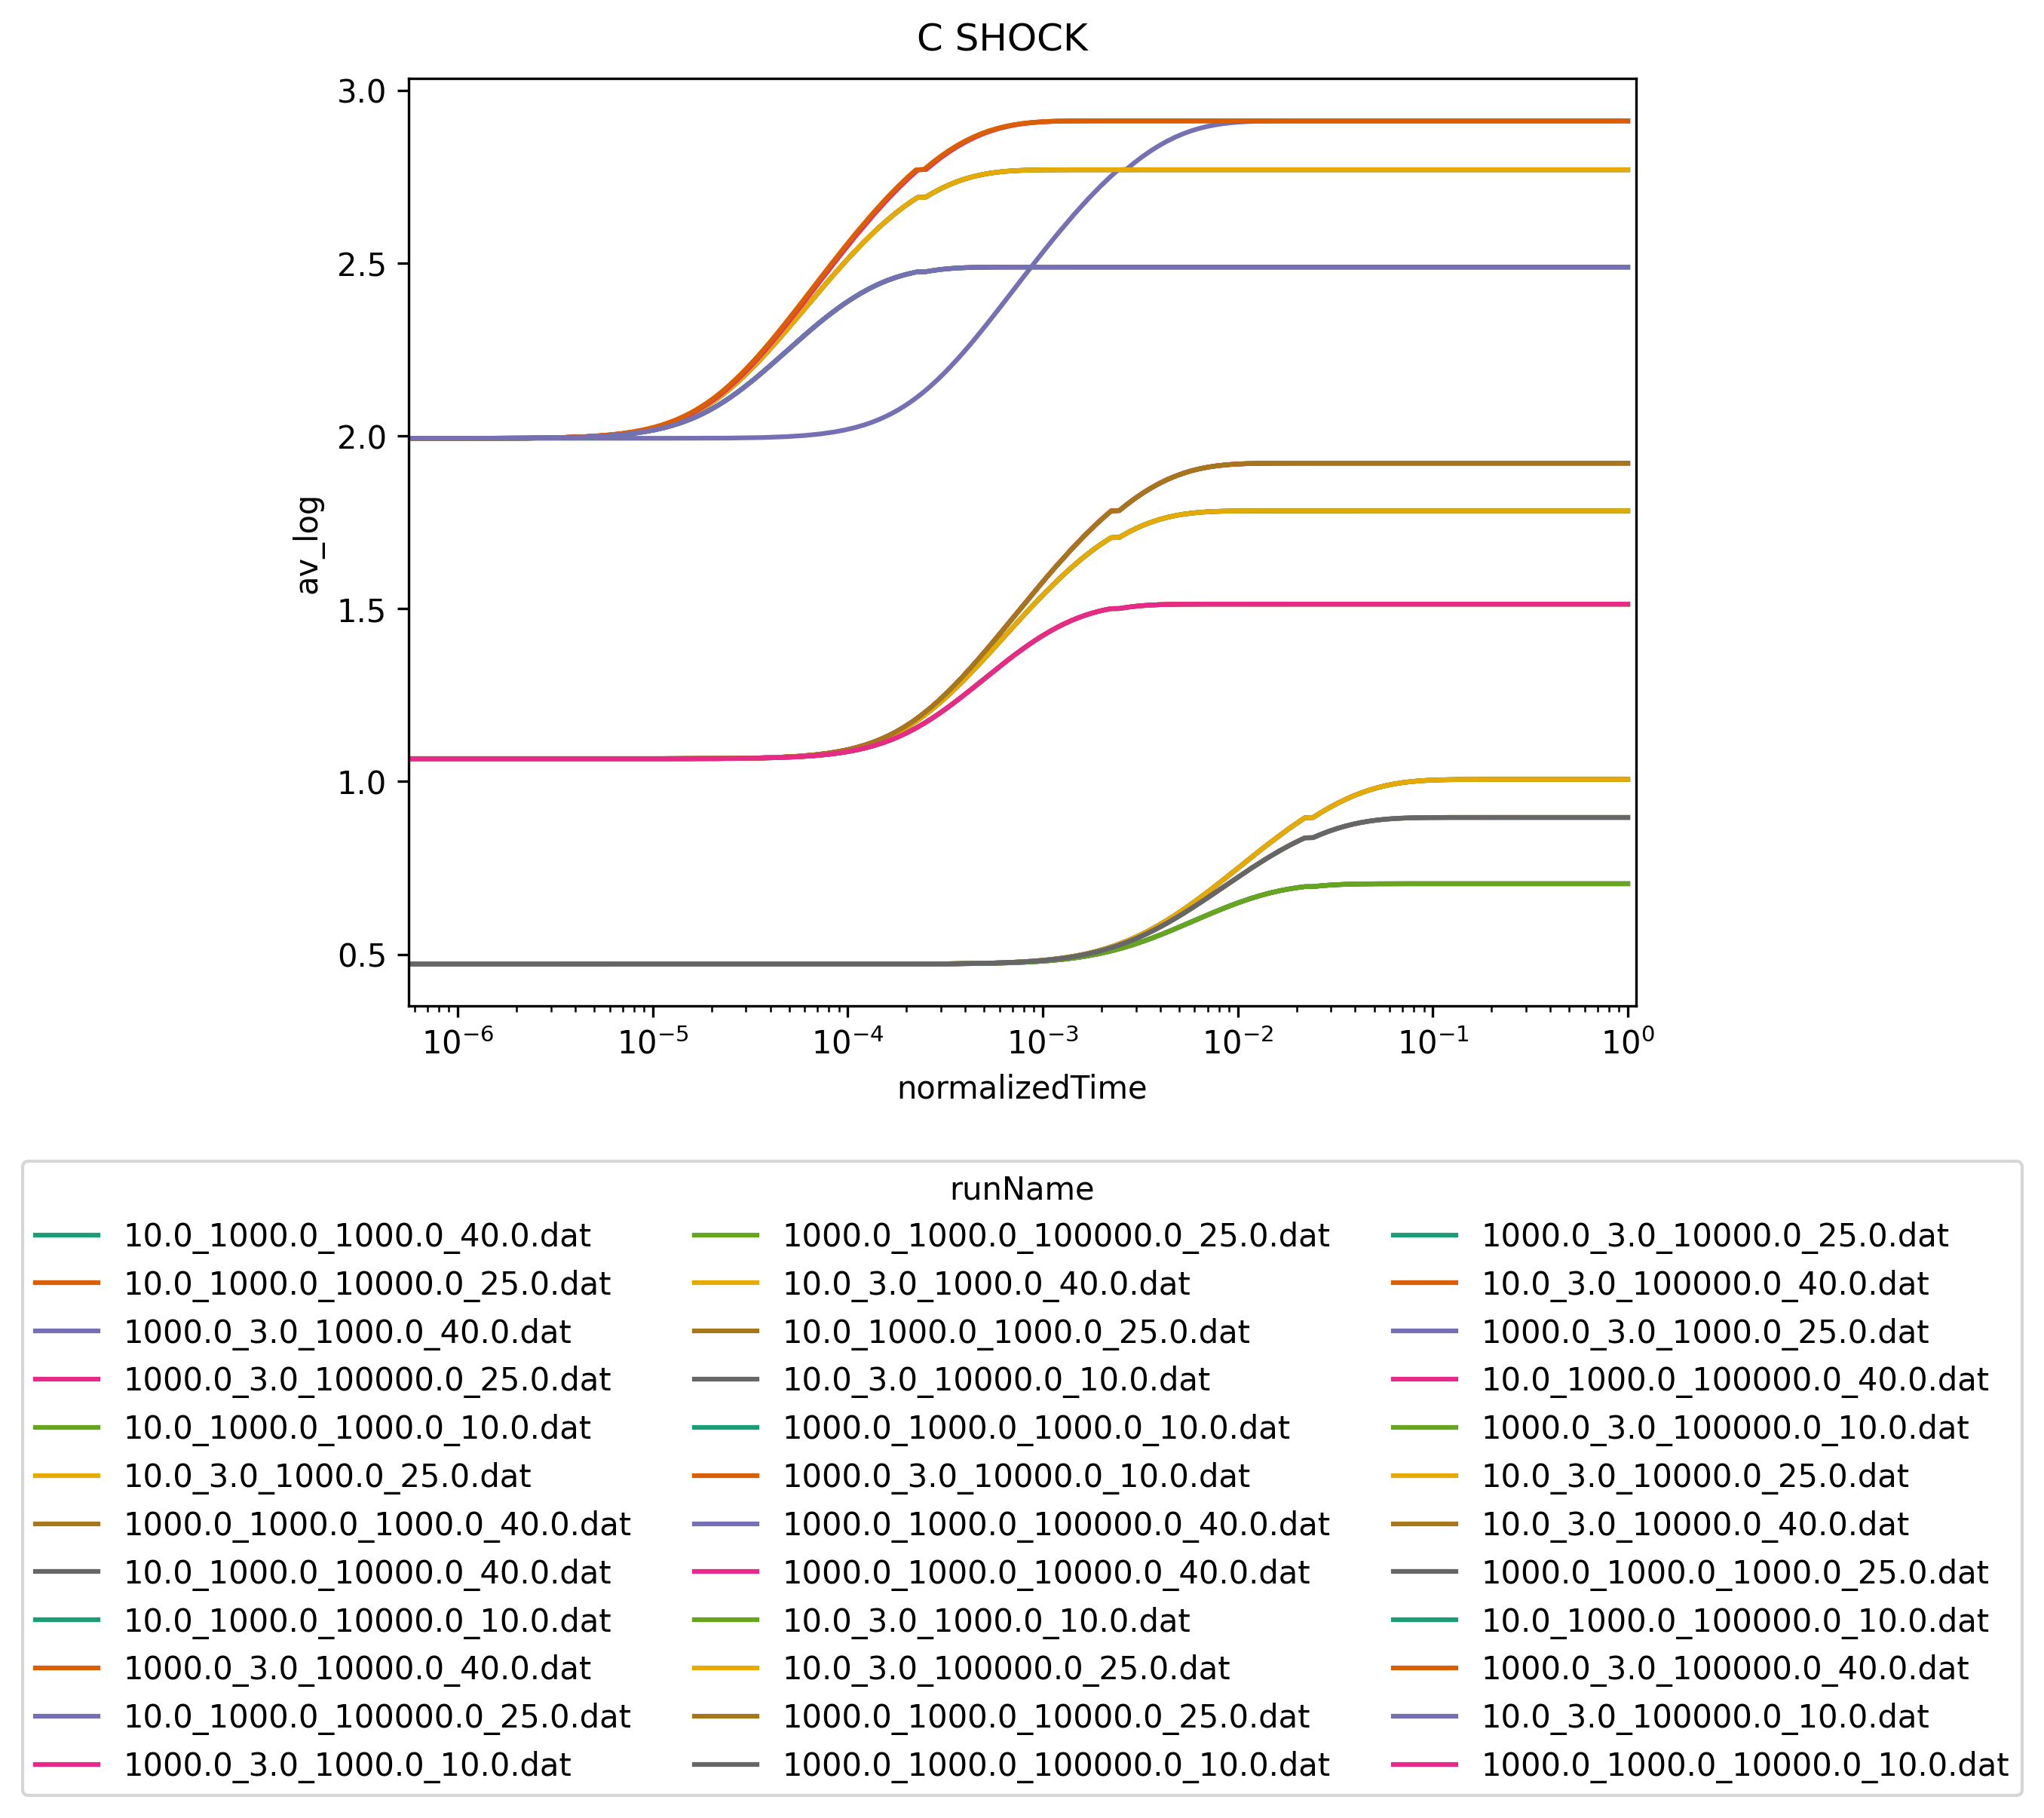 C SHOCK
3.0
2.5
2.0
1.5
1.0
0.5
av_log
10⁻⁶ 10⁻⁵ 10⁻⁴ 10⁻³ 10⁻² 10⁻¹ 10⁰
normalizedTime
runName
10.0_1000.0_1000.0_40.0.dat
10.0_1000.0_10000.0_25.0.dat
1000.0_3.0_1000.0_40.0.dat
1000.0_3.0_100000.0_25.0.dat
10.0_1000.0_1000.0_10.0.dat
10.0_3.0_1000.0_25.0.dat
1000.0_1000.0_1000.0_40.0.dat
10.0_1000.0_10000.0_40.0.dat
10.0_1000.0_10000.0_10.0.dat
1000.0_3.0_10000.0_40.0.dat
10.0_1000.0_100000.0_25.0.dat
1000.0_3.0_1000.0_10.0.dat
1000.0_1000.0_100000.0_25.0.dat
10.0_3.0_1000.0_40.0.dat
10.0_1000.0_1000.0_25.0.dat
10.0_3.0_10000.0_10.0.dat
1000.0_1000.0_1000.0_10.0.dat
1000.0_3.0_10000.0_10.0.dat
1000.0_1000.0_100000.0_40.0.dat
1000.0_1000.0_10000.0_40.0.dat
10.0_3.0_1000.0_10.0.dat
10.0_3.0_100000.0_25.0.dat
1000.0_1000.0_10000.0_25.0.dat
1000.0_1000.0_100000.0_10.0.dat
1000.0_3.0_10000.0_25.0.dat
10.0_3.0_100000.0_40.0.dat
1000.0_3.0_1000.0_25.0.dat
10.0_1000.0_100000.0_40.0.dat
1000.0_3.0_100000.0_10.0.dat
10.0_3.0_10000.0_25.0.dat
10.0_3.0_10000.0_40.0.dat
1000.0_1000.0_1000.0_25.0.dat
10.0_1000.0_100000.0_10.0.dat
1000.0_3.0_100000.0_40.0.dat
10.0_3.0_100000.0_10.0.dat
1000.0_1000.0_10000.0_10.0.dat